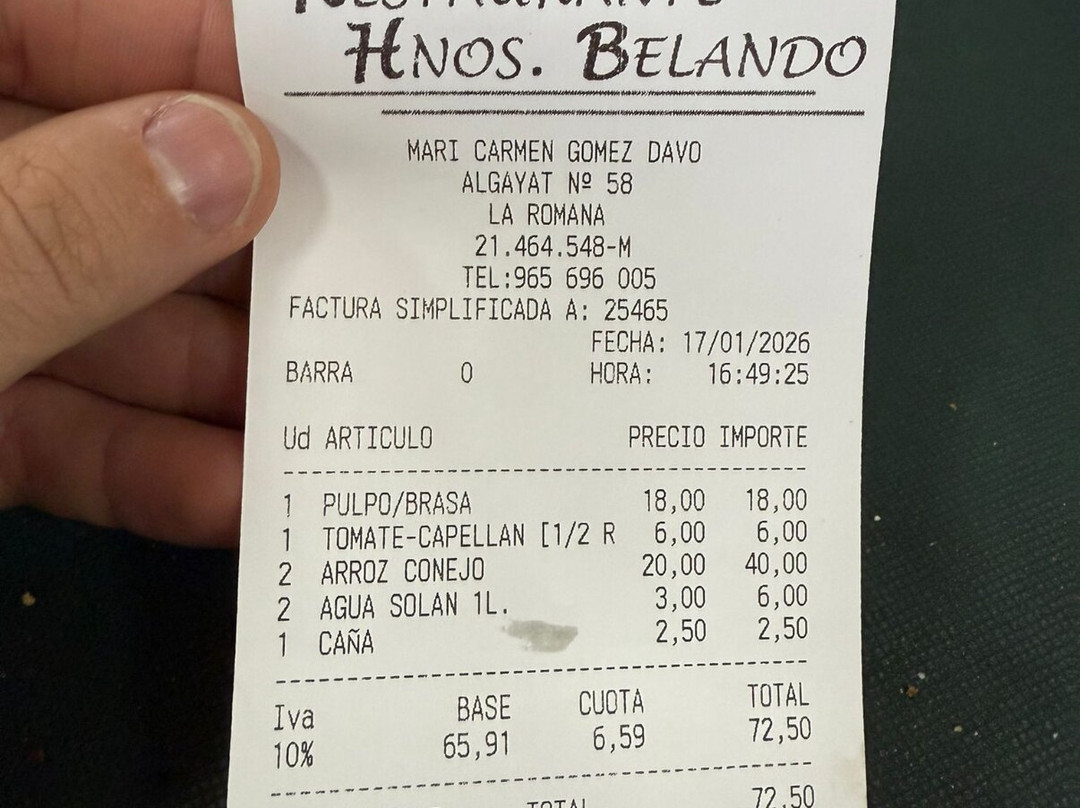 RESTAURANTE
HNOS. BELANDO
MARI CARMEN GOMEZ DAVO
ALGAYAT Nº 58
LA ROMANA
21.464.548-M
TEL:965 696 005
FACTURA SIMPLIFICADA A: 25465
FECHA: 17/01/2026
BARRA 0 HORA: 16:49:25
Ud ARTICULO PRECIO IMPORTE
1 PULPO/BRASA 18,00 18,00
1 TOMATE-CAPELLAN [1/2 R 6,00 6,00
2 ARROZ CONEJO 20,00 40,00
2 AGUA SOLAN 1L. 3,00 6,00
1 CAÑA 2,50 2,50
Iva BASE CUOTA TOTAL
10% 65,91 6,59 72,50
TOTAL 72,50